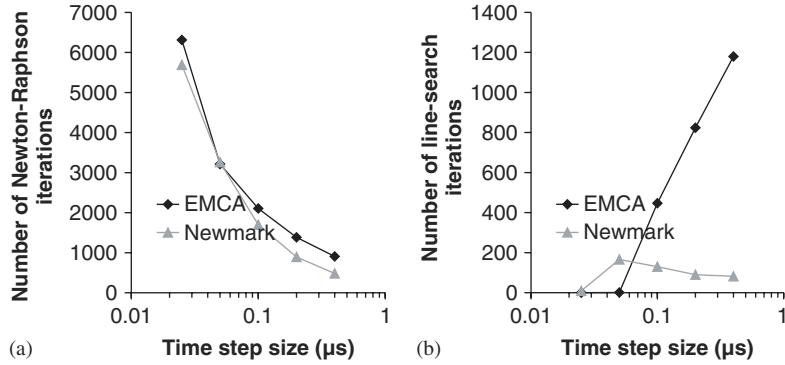 Number of Newton-Raphson
iterations
7000
6000
5000
4000
3000
2000
1000
0
EMCA
Newmark
0.01
0.1
1
Time step size (µs)
(a)
Number of line-search
iterations
1400
1200
1000
800
600
400
200
0
EMCA
Newmark
0.01
0.1
1
Time step size (µs)
(b)